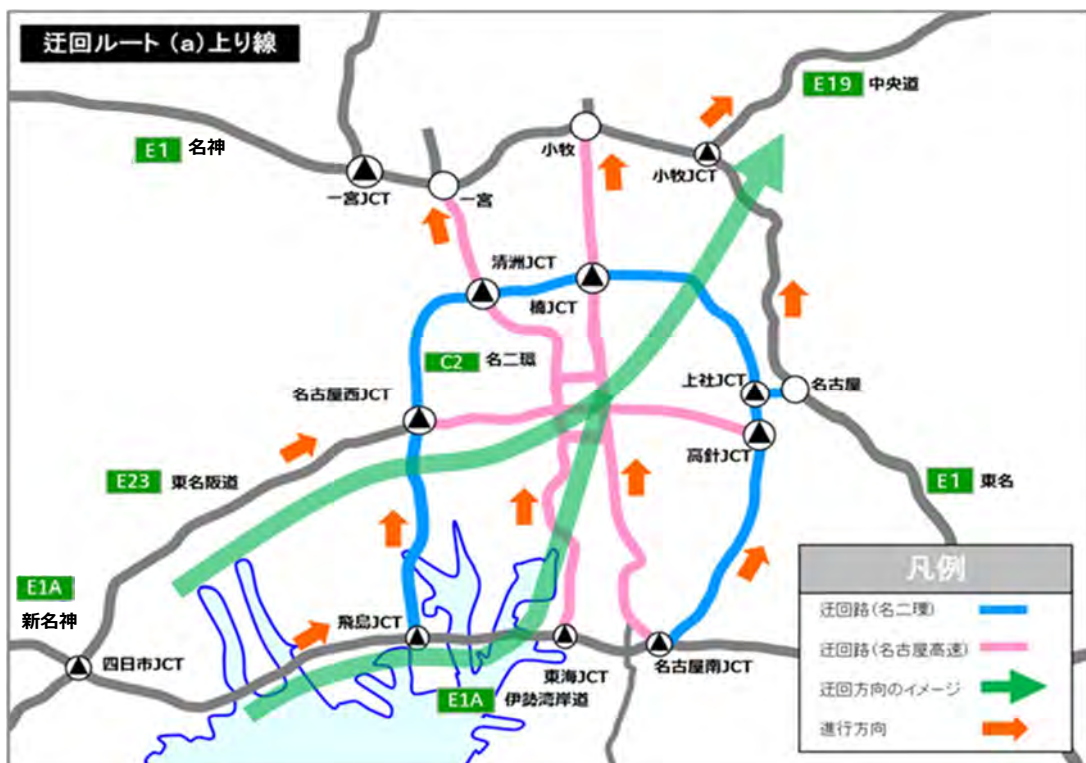 迂回ルート（a）上り線
E19 中央道
E1 名神
小牧
小牧JCT
一宮JCT
一宮
清洲JCT
楠JCT
C2 名二環
上社JCT
名古屋
名古屋西JCT
高針JCT
E23 東名阪道
E1 東名
E1A
新名神
飛島JCT
四日市JCT
東海JCT
名古屋南JCT
E1A 伊勢湾岸道
凡例
迂回路(名二環)
迂回路(名古屋高速)
迂回方向のイメージ
進行方向